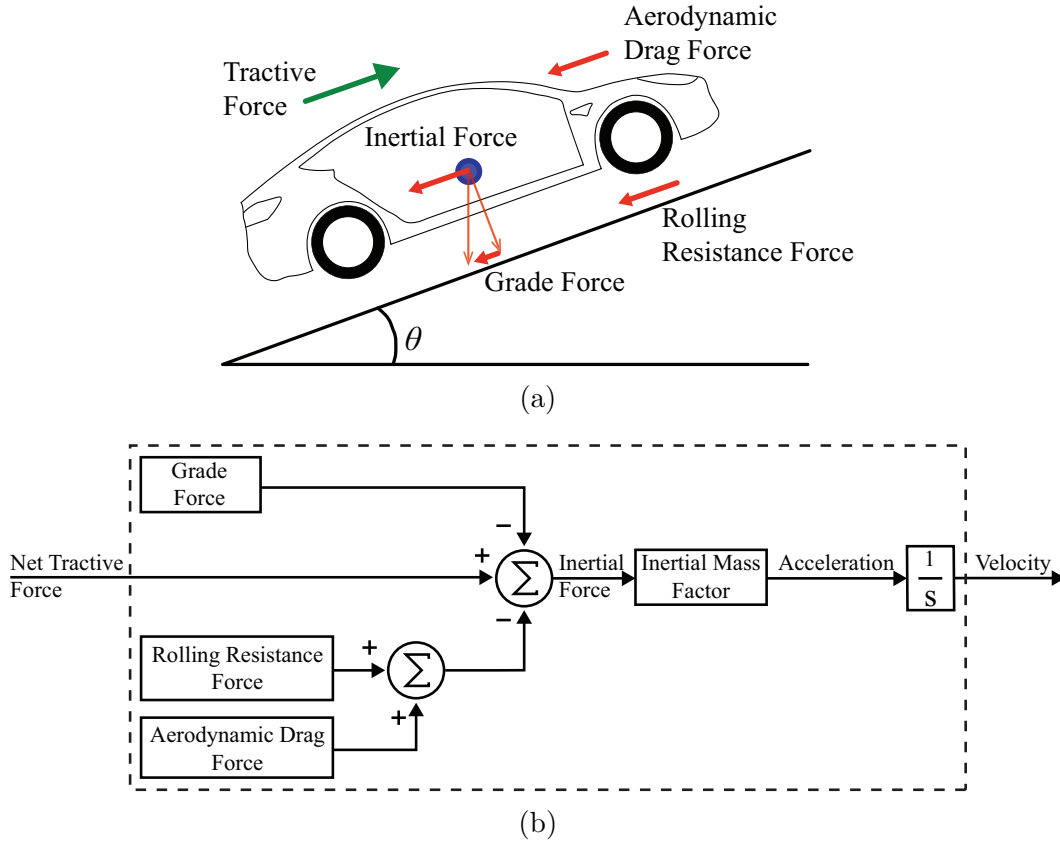 Aerodynamic
Drag Force
Tractive
Force
Inertial Force
Rolling
Resistance Force
Grade Force
θ
(a)
Grade
Force
−
Net Tractive
Force
+
Σ
Inertial
Force
Inertial Mass
Factor
Acceleration
1
s
Velocity
−
Rolling Resistance
Force
+
Σ
+
Aerodynamic Drag
Force
(b)